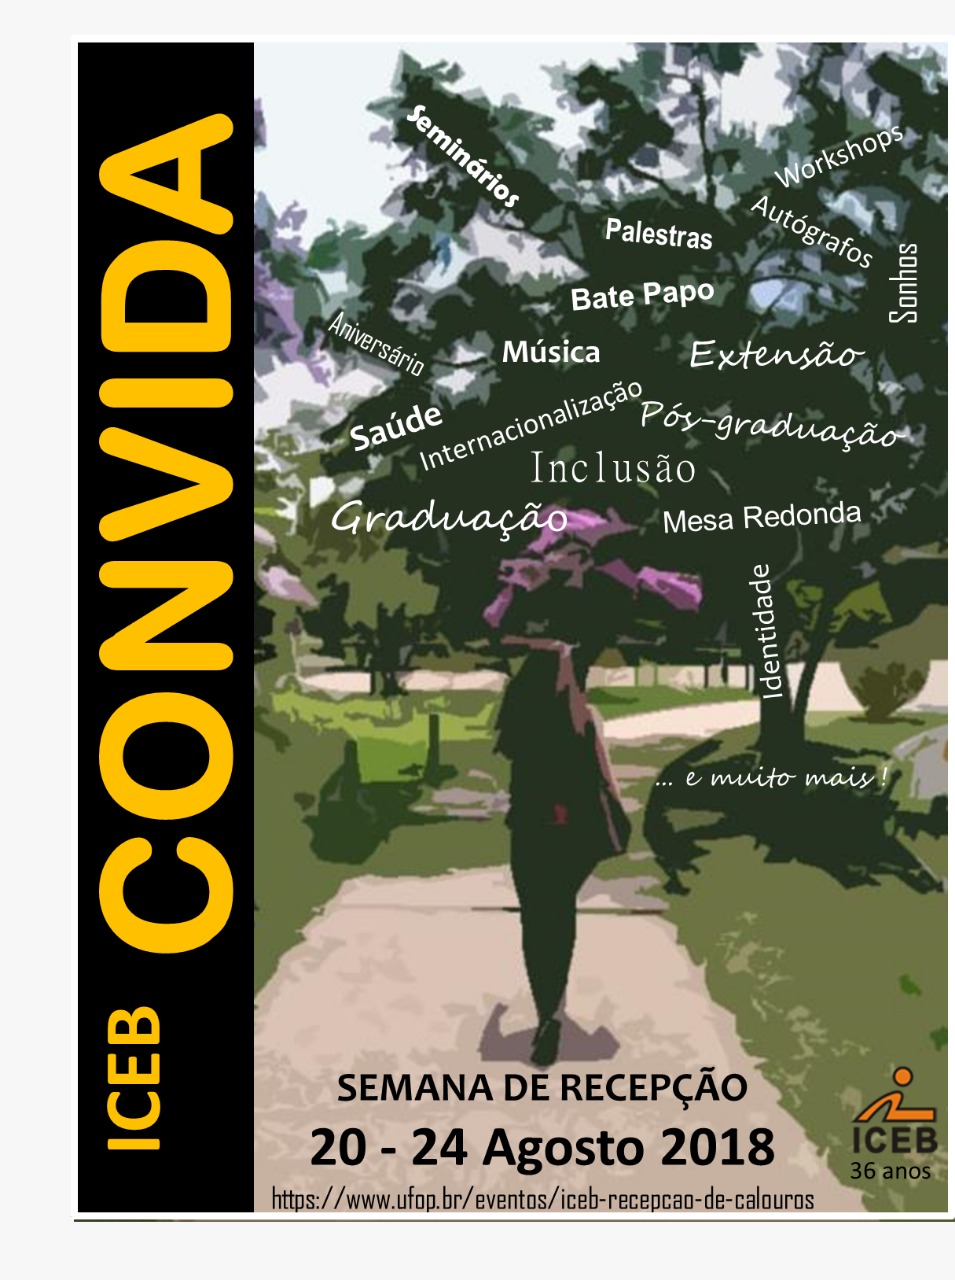 ICEB CONVIDA
Seminários
Workshops
Autógrafos
Palestras
Sonhos
Bate Papo
Aniversário
Música
Extensão
Saúde
Internacionalização
Pós-graduação
Inclusão
Graduação
Mesa Redonda
Identidade
... e muito mais !
SEMANA DE RECEPÇÃO
20 - 24 Agosto 2018
https://www.ufop.br/eventos/iceb-recepcao-de-calouros
ICEB
36 anos